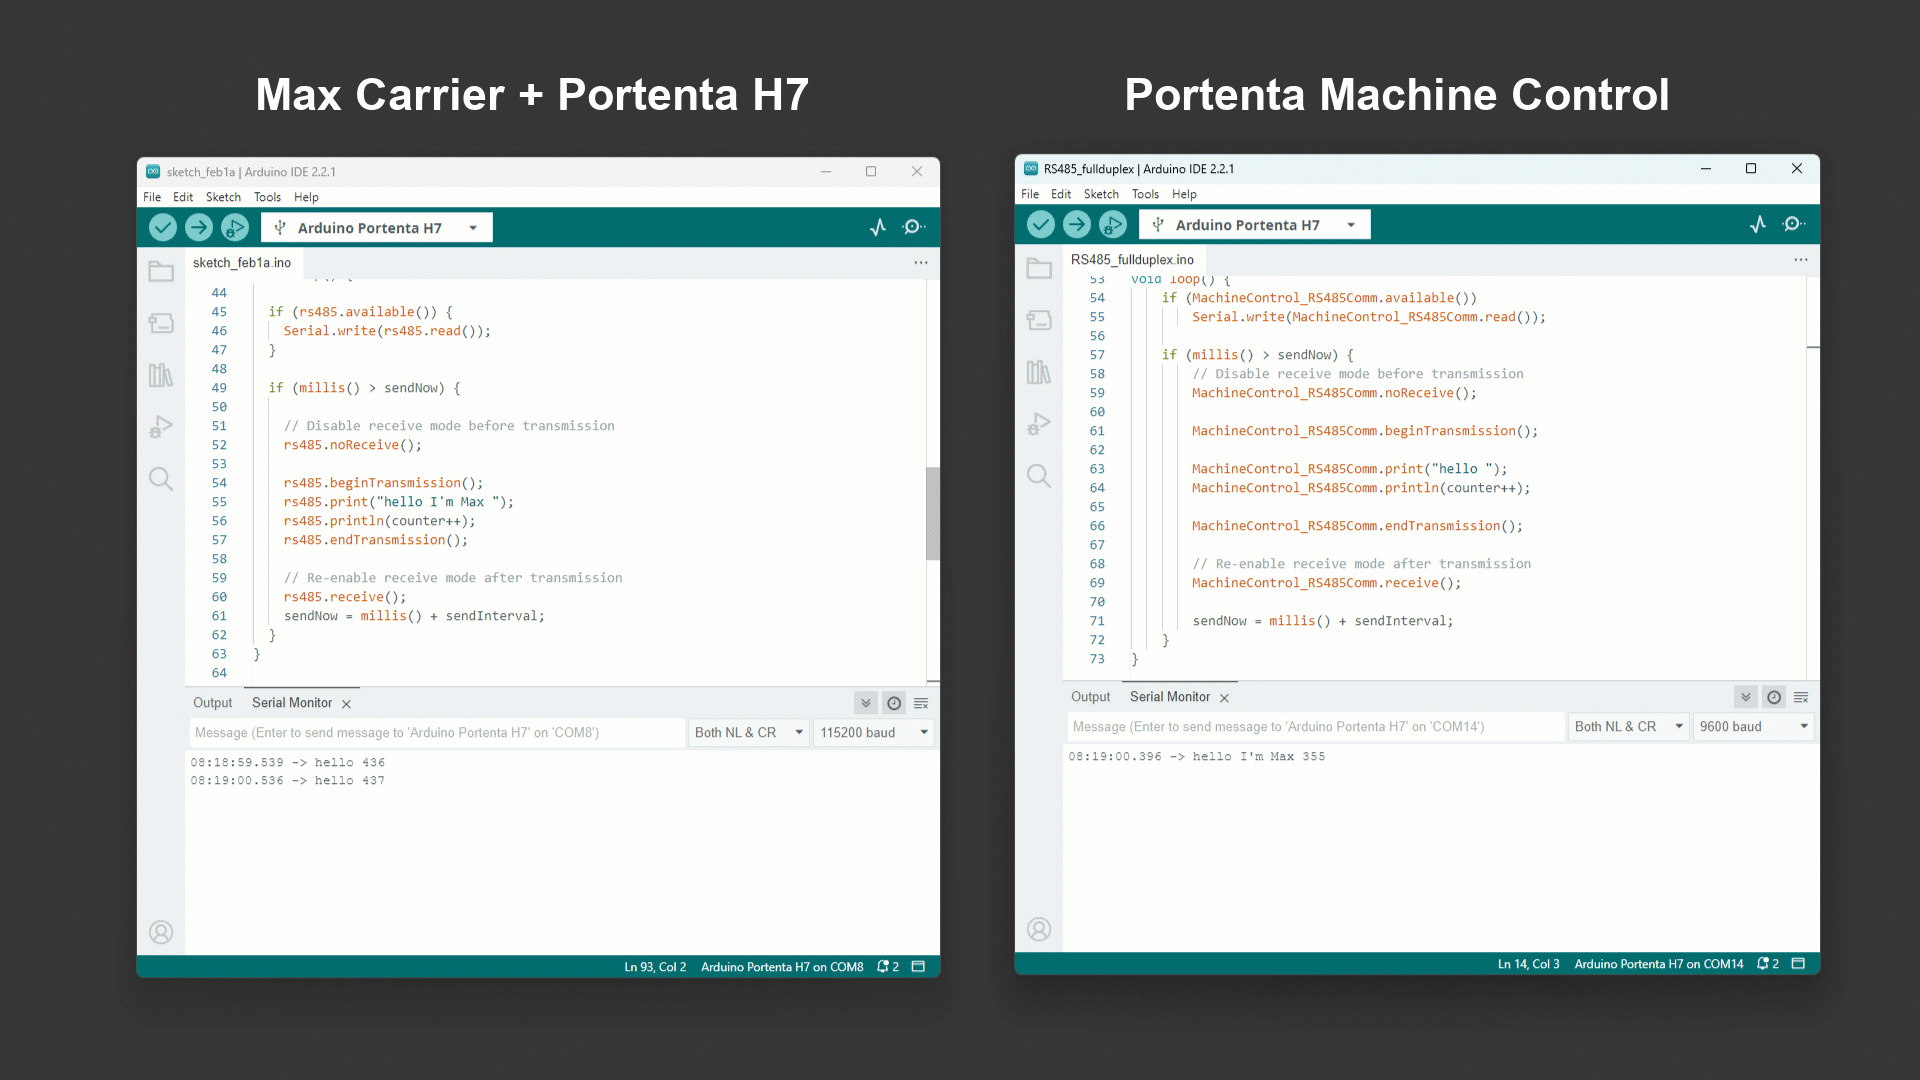 Max Carrier + Portenta H7
sketch_feb1a | Arduino IDE 2.2.1
File Edit Sketch Tools Help
Arduino Portenta H7
sketch_feb1a.ino
44
45 if (rs485.available()) {
46 Serial.write(rs485.read());
47 }
48
49 if (millis() > sendNow) {
50
51 // Disable receive mode before transmission
52 rs485.noReceive();
53
54 rs485.beginTransmission();
55 rs485.print("hello I'm Max ");
56 rs485.println(counter++);
57 rs485.endTransmission();
58
59 // Re-enable receive mode after transmission
60 rs485.receive();
61 sendNow = millis() + sendInterval;
62 }
63 }
64
Output Serial Monitor
Message (Enter to send message to 'Arduino Portenta H7' on 'COM8') Both NL & CR 115200 baud
08:18:59.539 -> hello 436
08:19:00.536 -> hello 437
Ln 93, Col 2 Arduino Portenta H7 on COM8 2
Portenta Machine Control
RS485_fullduplex | Arduino IDE 2.2.1
File Edit Sketch Tools Help
Arduino Portenta H7
RS485_fullduplex.ino
53 void loop() {
54 if (MachineControl_RS485Comm.available())
55 Serial.write(MachineControl_RS485Comm.read());
56
57 if (millis() > sendNow) {
58 // Disable receive mode before transmission
59 MachineControl_RS485Comm.noReceive();
60
61 MachineControl_RS485Comm.beginTransmission();
62
63 MachineControl_RS485Comm.print("hello ");
64 MachineControl_RS485Comm.println(counter++);
65
66 MachineControl_RS485Comm.endTransmission();
67
68 // Re-enable receive mode after transmission
69 MachineControl_RS485Comm.receive();
70
71 sendNow = millis() + sendInterval;
72 }
73 }
Output Serial Monitor
Message (Enter to send message to 'Arduino Portenta H7' on 'COM14') Both NL & CR 9600 baud
08:19:00.396 -> hello I'm Max 355
Ln 14, Col 3 Arduino Portenta H7 on COM14 2